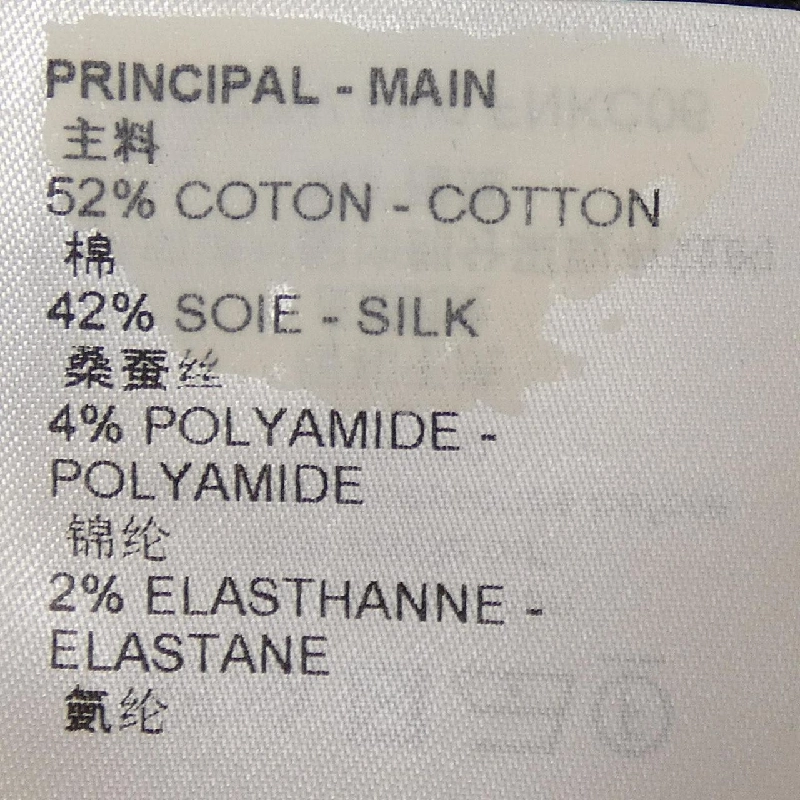 PRINCIPAL - MAIN
主料
52% COTON - COTTON
棉
42% SOIE - SILK
桑蚕丝
4% POLYAMIDE -
POLYAMIDE
锦纶
2% ELASTHANNE -
ELASTANE
氨纶